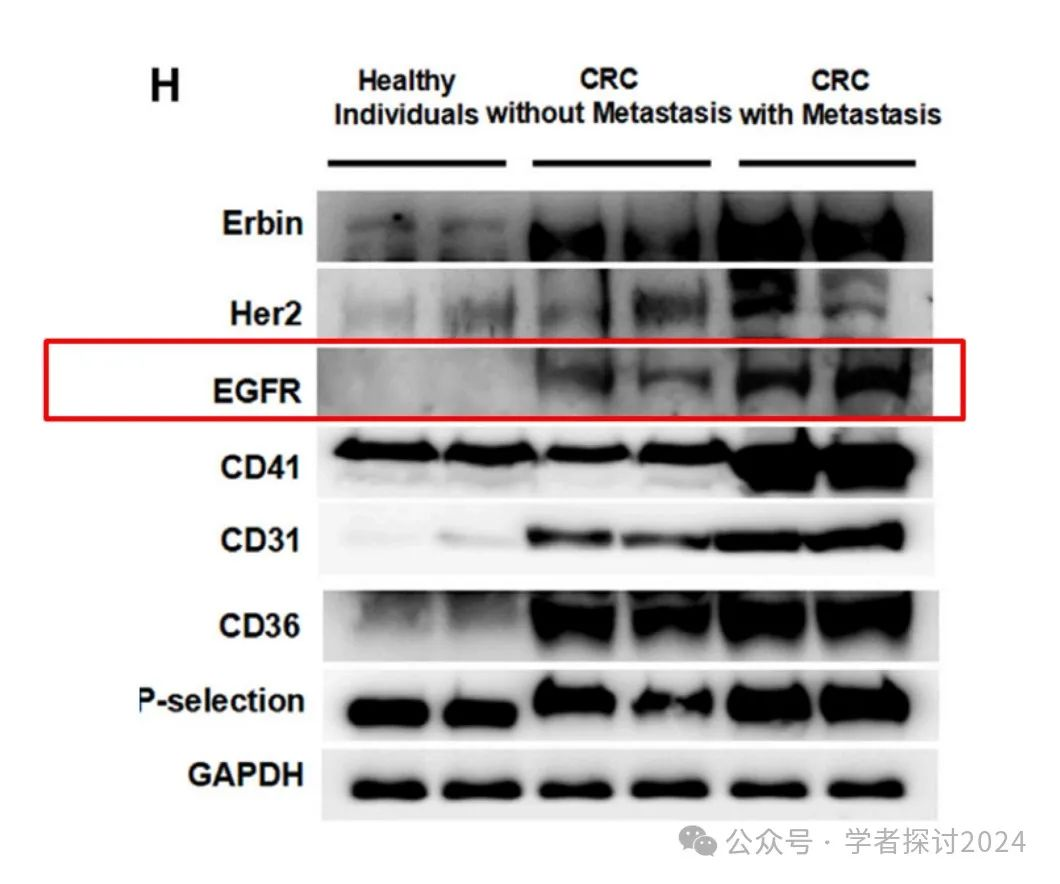 H
Healthy
Individuals
CRC
without Metastasis
CRC
with Metastasis
Erbin
Her2
EGFR
CD41
CD31
CD36
P-selection
GAPDH
公众号·学者探讨2024